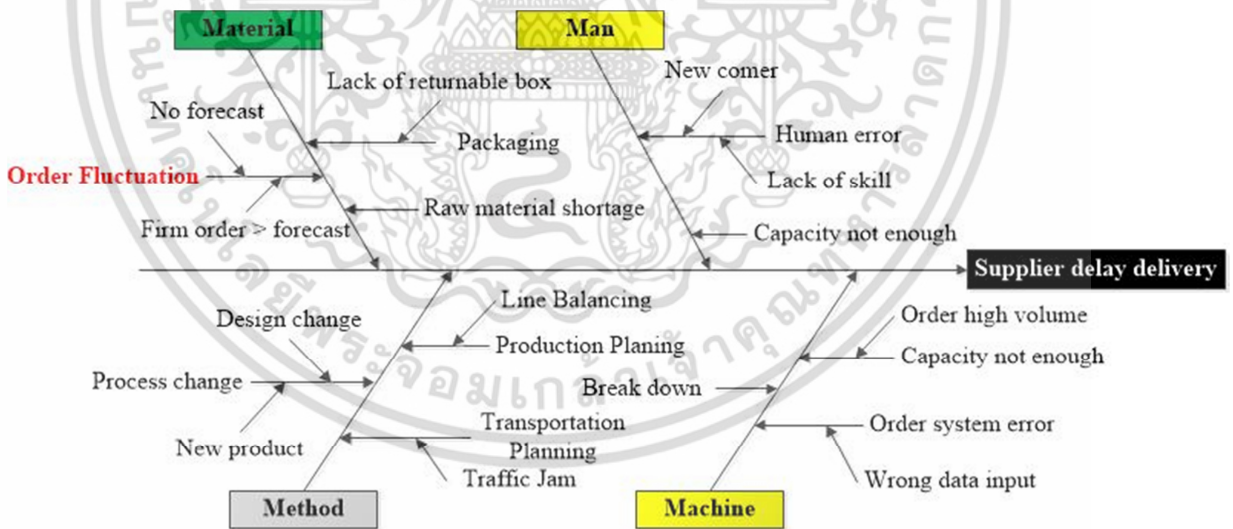 Material
Man
New comer
Lack of returnable box
No forecast
Packaging
Human error
Order Fluctuation
Lack of skill
Raw material shortage
Firm order > forecast
Capacity not enough
Supplier delay delivery
Line Balancing
Design change
Order high volume
Production Planing
Capacity not enough
Process change
Break down
Transportation
Planning
Order system error
New product
Traffic Jam
Wrong data input
Method
Machine